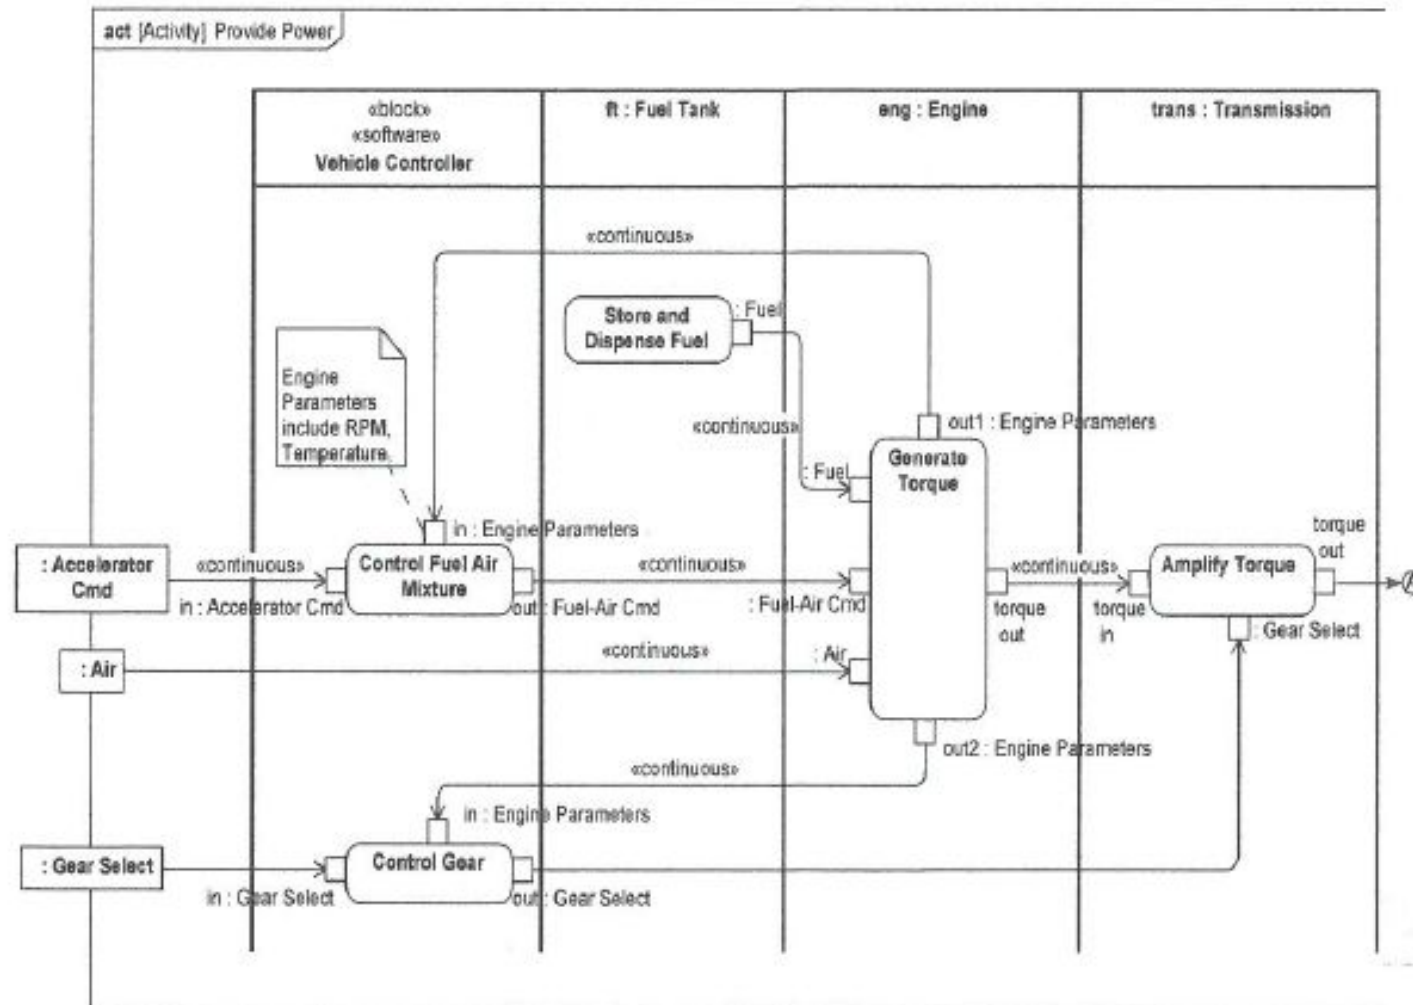 act [Activity] Provide Power
«block»
«software»
Vehicle Controller
ft : Fuel Tank
eng : Engine
trans : Transmission
«continuous»
Store and
Dispense Fuel
: Fuel
Engine
Parameters
include RPM,
Temperature
«continuous»
out1 : Engine Parameters
Generate
Torque
: Fuel
in : Engine Parameters
torque
out
: Accelerator
Cmd
«continuous»
Control Fuel Air
Mixture
«continuous»
«continuous»
Amplify Torque
in : Accelerator Cmd
out : Fuel-Air Cmd
: Fuel-Air Cmd
torque
out
torque
in
: Gear Select
: Air
«continuous»
: Air
out2 : Engine Parameters
«continuous»
in : Engine Parameters
: Gear Select
Control Gear
in : Gear Select
out : Gear Select